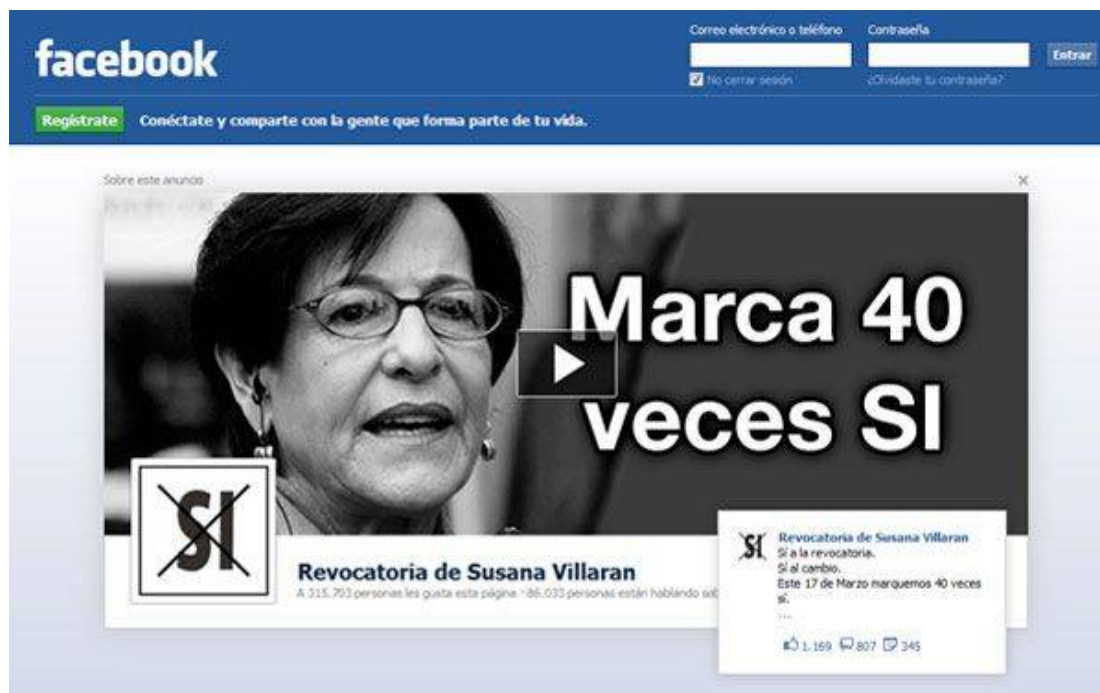 facebook
Correo electrónico o teléfono
Contraseña
Entrar
No cerrar sesión
¿Olvidaste tu contraseña?
Regístrate
Conéctate y comparte con la gente que forma parte de tu vida.
Sobre este anuncio
Marca 40
veces SI
SI
Revocatoria de Susana Villaran
A 315.703 personas les gusta esta página · 86.033 personas están hablando sob
SI
Revocatoria de Susana Villaran
Sí a la revocatoria.
Sí al cambio.
Este 17 de Marzo marquemos 40 veces
sí.
...
1.169 807 345